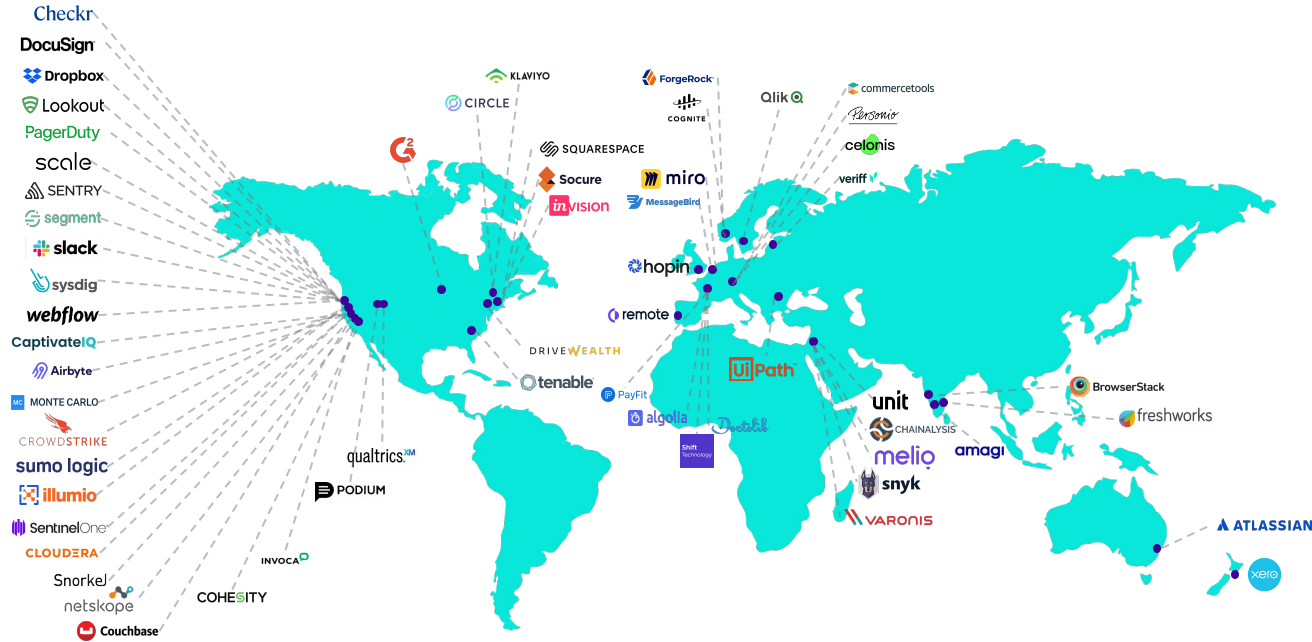 Checkr
DocuSign
Dropbox
Lookout
PagerDuty
scale
SENTRY
segment
slack
sysdig
webflow
CaptivateIQ
Airbyte
MC MONTE CARLO
CROWDSTRIKE
sumo logic
illumio
SentinelOne
CLOUDERA
Snorkel
netskope
Couchbase
COHESITY
INVOCA
PODIUM
qualtrics.XM
G2
CIRCLE
KLAVIYO
SQUARESPACE
Socure
inVISION
DRIVEWEALTH
tenable
ForgeRock
COGNITE
Qlik
miro
MessageBird
hopin
remote
PayFit
algolia
Shift
Technology
Doctolib
UiPath
commercetools
Personio
celonis
veriff
unit
CHAINALYSIS
melio
snyk
VARONIS
BrowserStack
freshworks
amagi
ATLASSIAN
xero